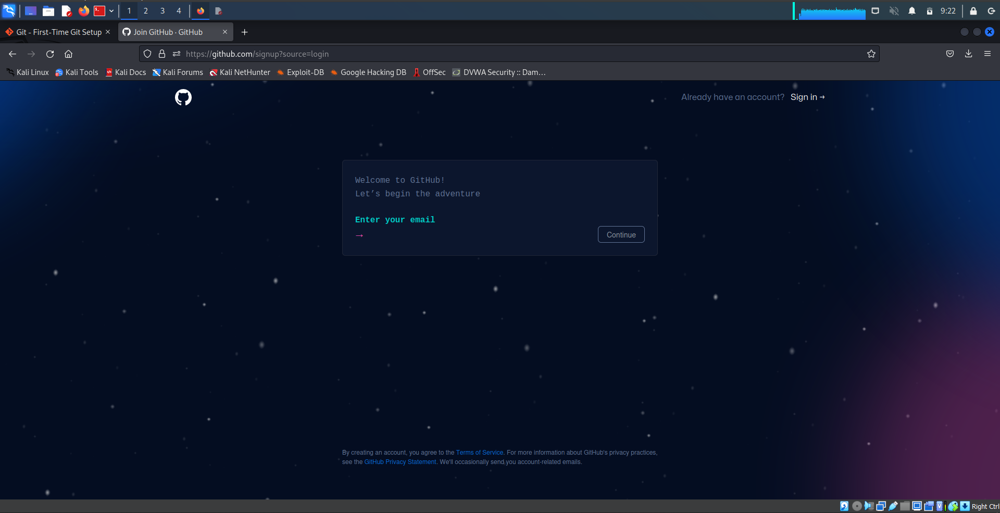 1 2 3 4 9:22
Git - First-Time Git Setup
Join GitHub · GitHub
https://github.com/signup?source=login
Kali Linux Kali Tools Kali Docs Kali Forums Kali NetHunter Exploit-DB Google Hacking DB OffSec DVWA Security :: Dam…
Already have an account? Sign in →
Welcome to GitHub!
Let’s begin the adventure
Enter your email
→
Continue
By creating an account, you agree to the Terms of Service. For more information about GitHub's privacy practices,
see the GitHub Privacy Statement. We'll occasionally send you account-related emails.
Right Ctrl